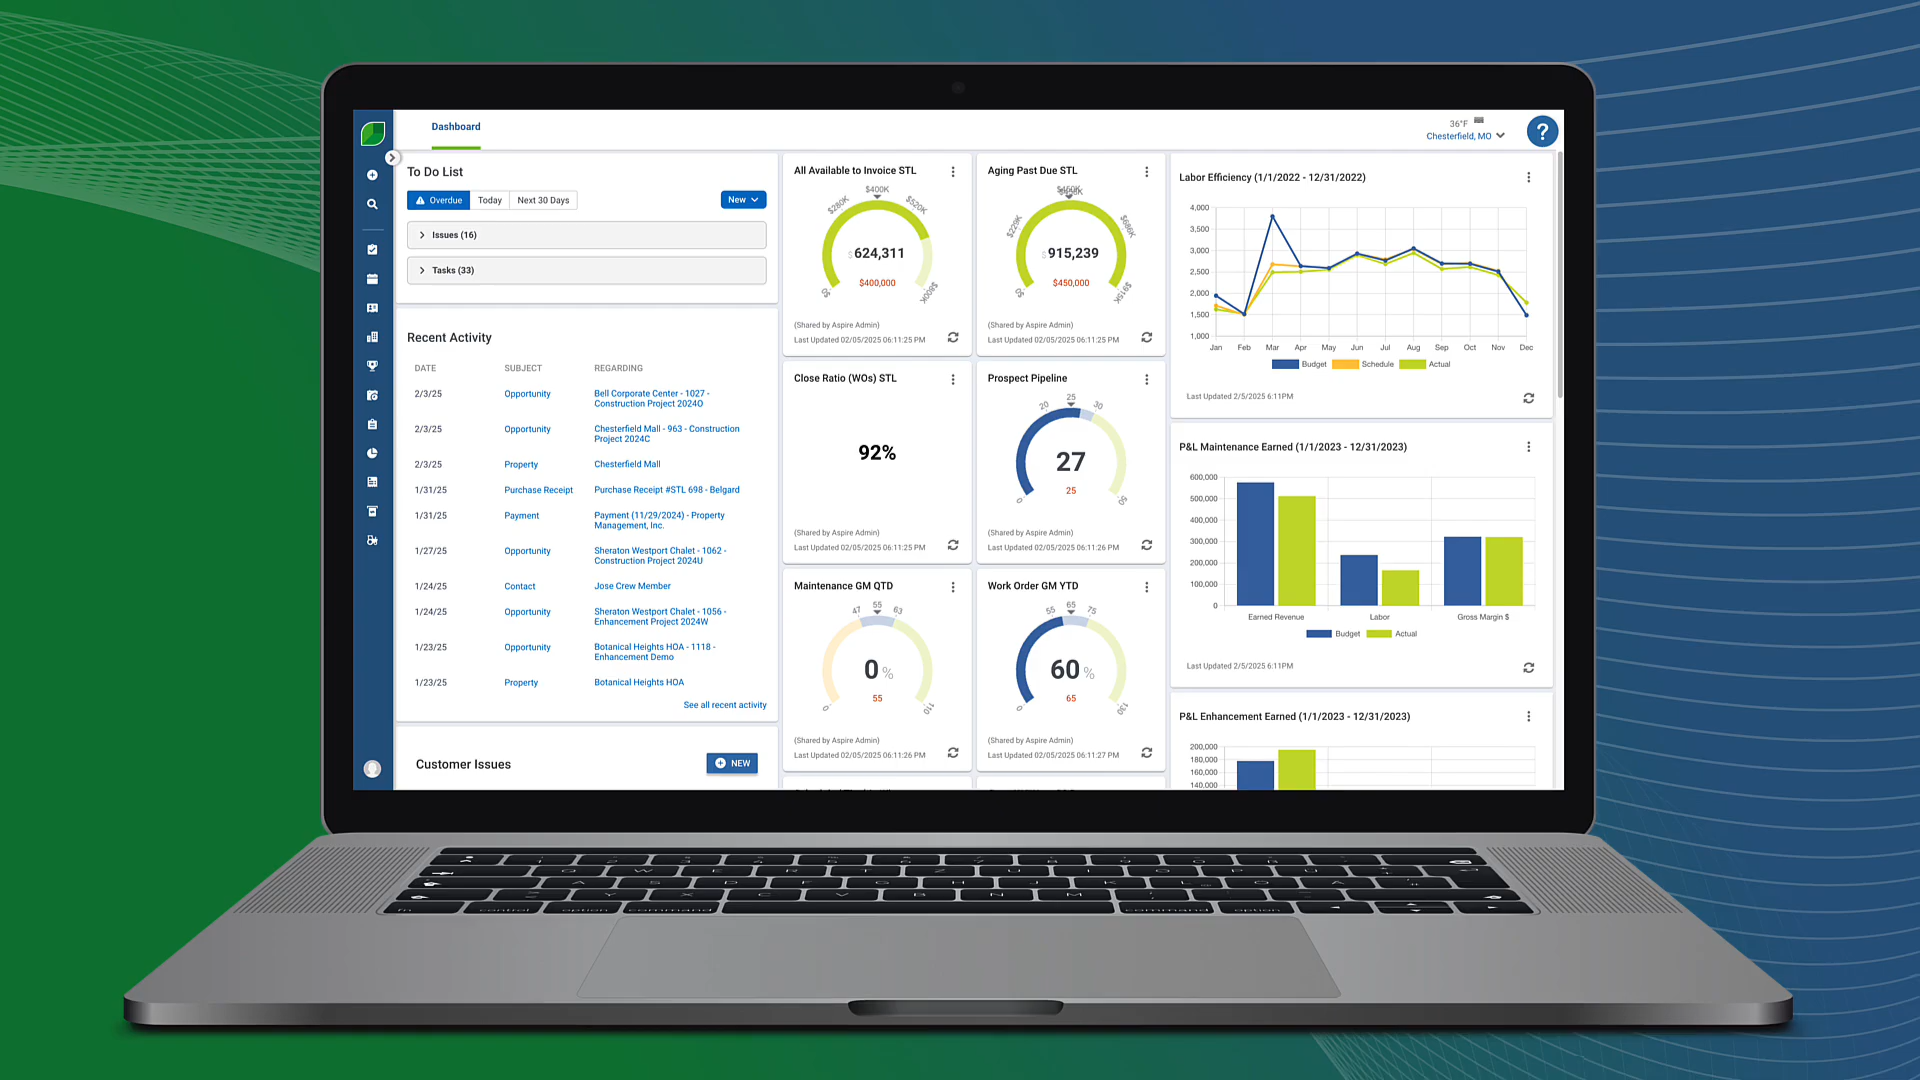 Dashboard
36°F
Chesterfield, MO
?
To Do List
Overdue
Today
Next 30 Days
New
Issues (16)
Tasks (33)
Recent Activity
DATE
SUBJECT
REGARDING
2/3/25
Opportunity
Bell Corporate Center - 1027 -
Construction Project 2024O
2/3/25
Opportunity
Chesterfield Mall - 963 - Construction
Project 2024C
2/3/25
Property
Chesterfield Mall
1/31/25
Purchase Receipt
Purchase Receipt #STL 698 - Belgard
1/31/25
Payment
Payment (11/29/2024) - Property
Management, Inc.
1/27/25
Opportunity
Sheraton Westport Chalet - 1062 -
Construction Project 2024U
1/24/25
Contact
Jose Crew Member
1/24/25
Opportunity
Sheraton Westport Chalet - 1056 -
Enhancement Project 2024W
1/23/25
Opportunity
Botanical Heights HOA - 1118 -
Enhancement Demo
1/23/25
Property
Botanical Heights HOA
See all recent activity
Customer Issues
NEW
All Available to Invoice STL
$0
$280K
$400K
$520K
$800K
$624,311
$400,000
(Shared by Aspire Admin)
Last Updated 02/05/2025 06:11:25 PM
Aging Past Due STL
$0
$229K
$686K
$915K
$915,239
$450,000
(Shared by Aspire Admin)
Last Updated 02/05/2025 06:11:25 PM
Close Ratio (WOs) STL
92%
(Shared by Aspire Admin)
Last Updated 02/05/2025 06:11:25 PM
Prospect Pipeline
0
20
25
30
50
27
25
(Shared by Aspire Admin)
Last Updated 02/05/2025 06:11:26 PM
Maintenance GM QTD
0
47
55
63
110
0 %
55
(Shared by Aspire Admin)
Last Updated 02/05/2025 06:11:26 PM
Work Order GM YTD
0
55
65
75
130
60 %
65
(Shared by Aspire Admin)
Last Updated 02/05/2025 06:11:27 PM
Labor Efficiency (1/1/2022 - 12/31/2022)
4,000
3,500
3,000
2,500
2,000
1,500
1,000
Jan Feb Mar Apr May Jun Jul Aug Sep Oct Nov Dec
Budget Schedule Actual
Last Updated 2/5/2025 6:11PM
P&L Maintenance Earned (1/1/2023 - 12/31/2023)
600,000
500,000
400,000
300,000
200,000
100,000
0
Earned Revenue Labor Gross Margin $
Budget Actual
Last Updated 2/5/2025 6:11PM
P&L Enhancement Earned (1/1/2023 - 12/31/2023)
200,000
180,000
160,000
140,000
fn control option command command option